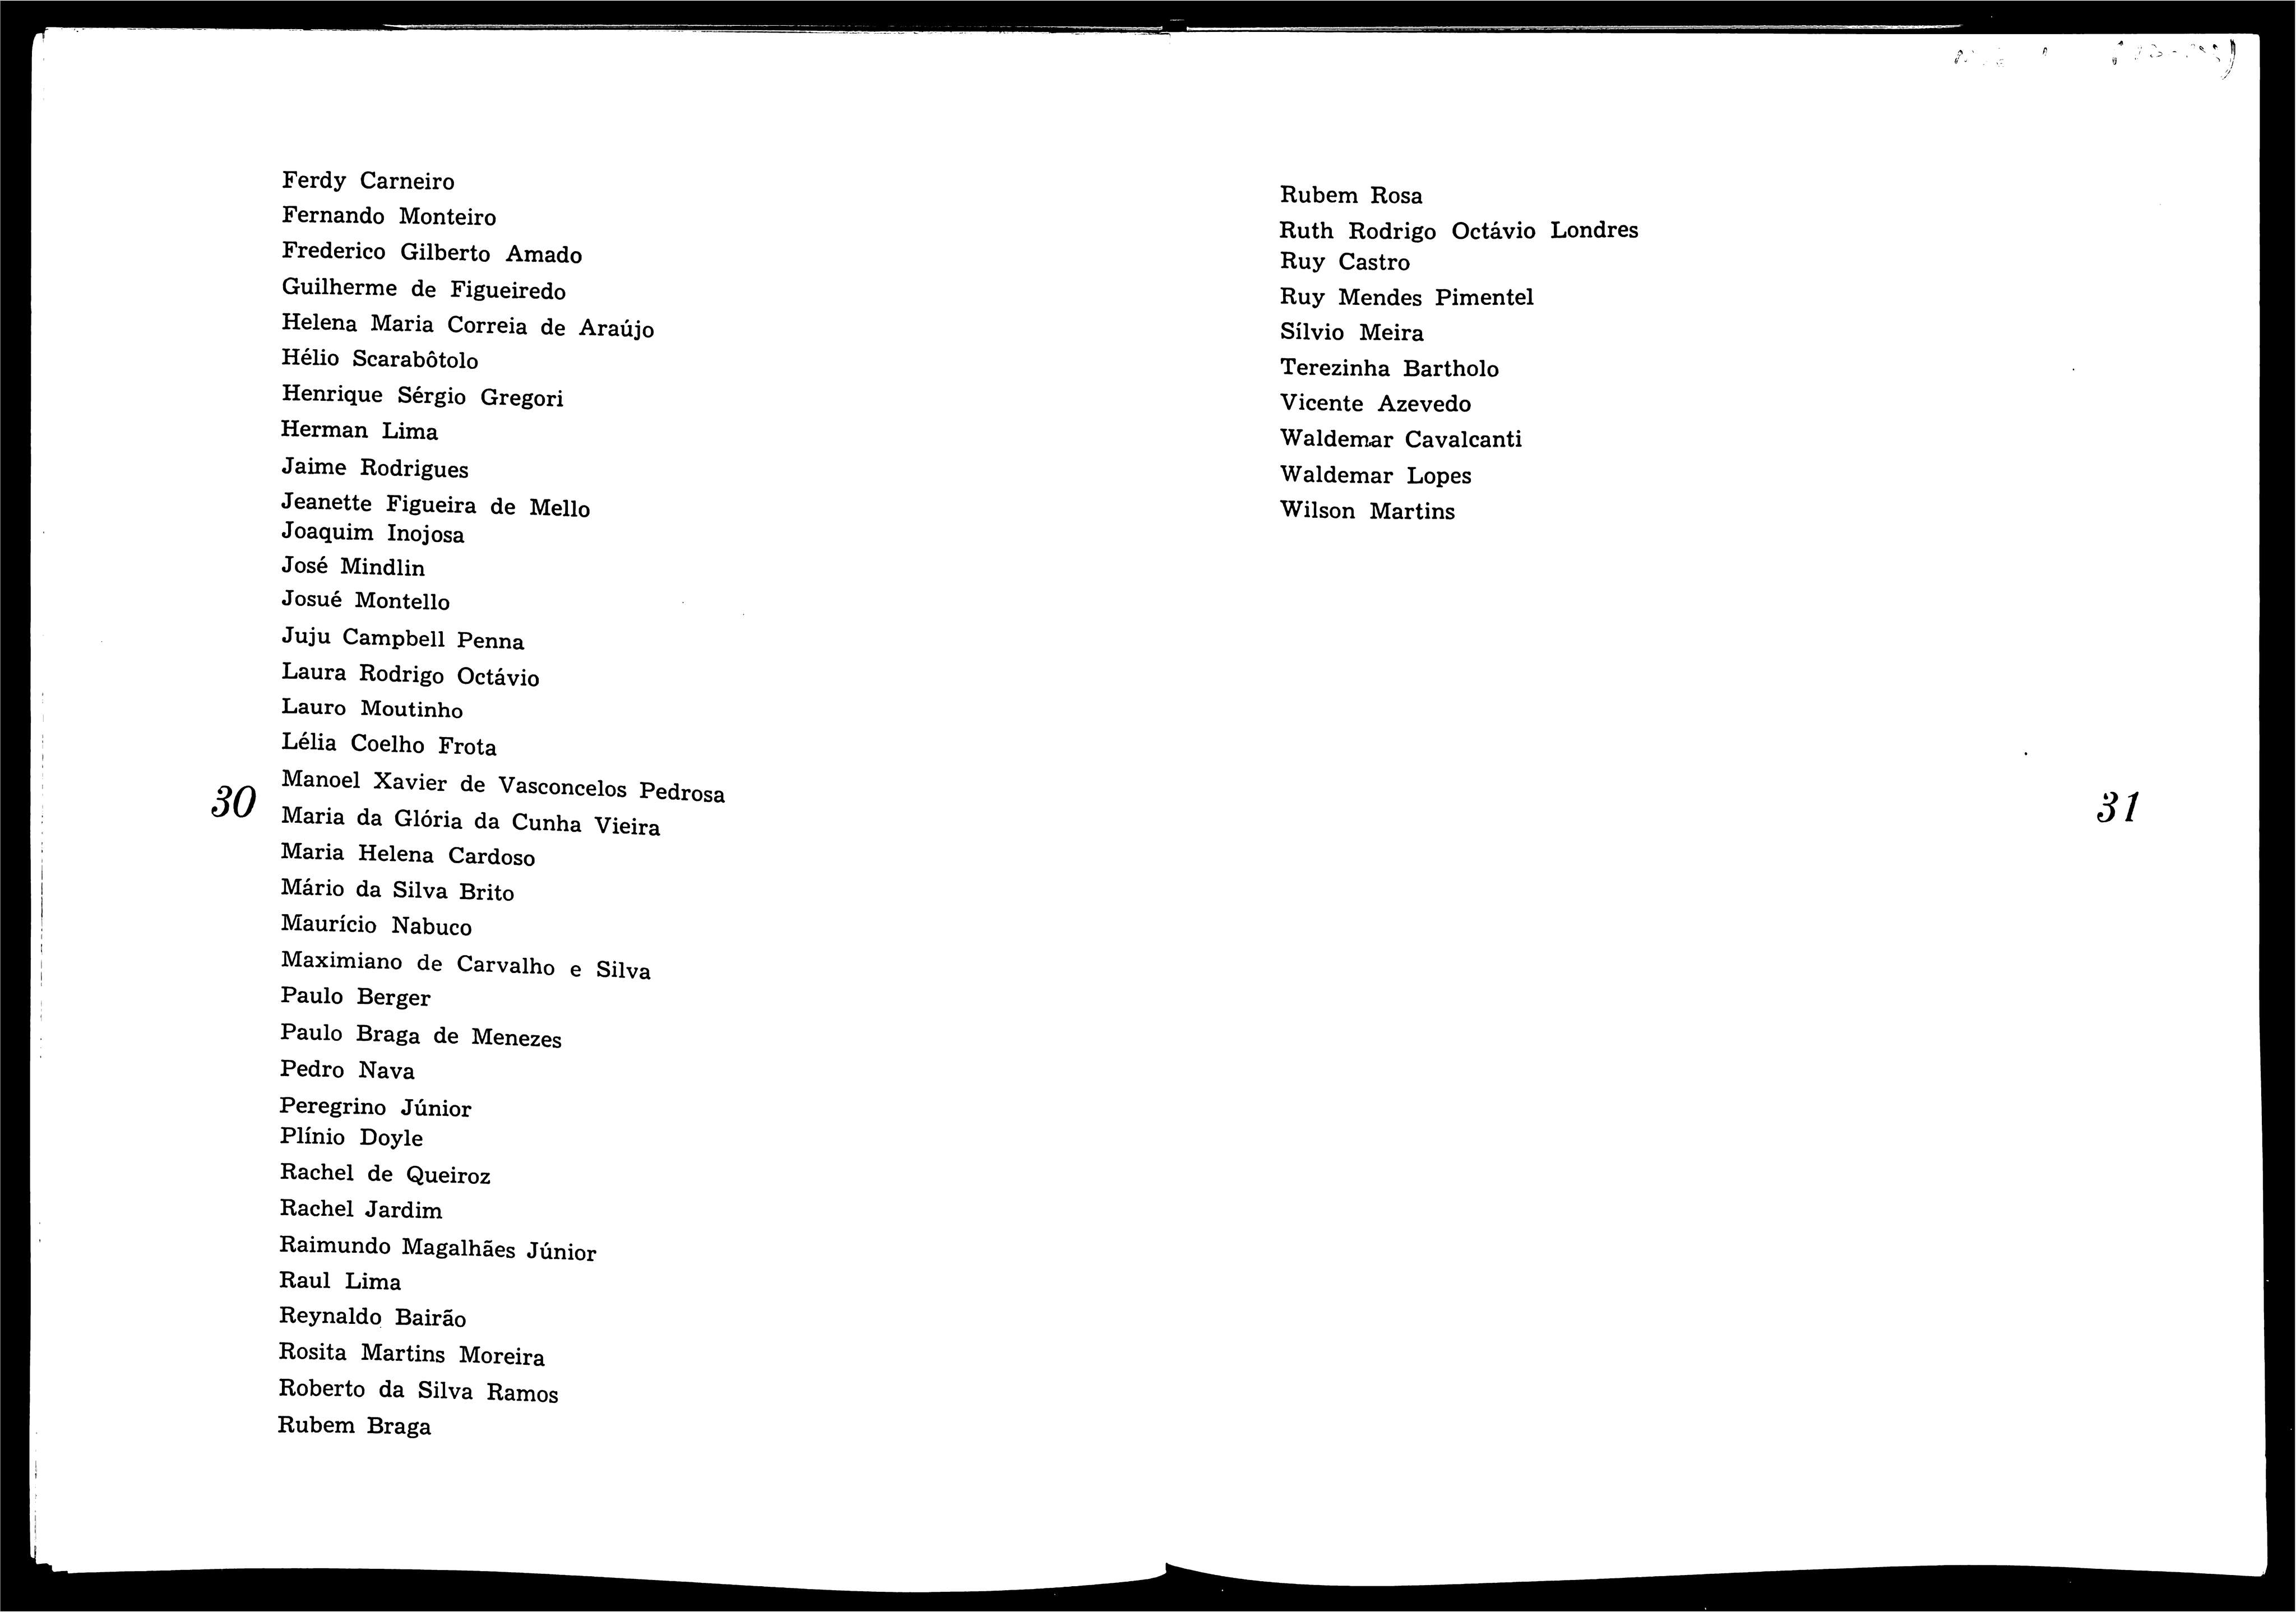 Ferdy Carneiro
Fernando Monteiro
Frederico Gilberto Amado
Guilherme de Figueiredo
Helena Maria Correia de Araújo
Hélio Scarabôtolo
Henrique Sérgio Gregori
Herman Lima
Jaime Rodrigues
Jeanette Figueira de Mello
Joaquim Inojosa
José Mindlin
Josué Montello
Juju Campbell Penna
Laura Rodrigo Octávio
Lauro Moutinho
Lélia Coelho Frota
Manoel Xavier de Vasconcelos Pedrosa
30
Maria da Glória da Cunha Vieira
Maria Helena Cardoso
Mário da Silva Brito
Maurício Nabuco
Maximiano de Carvalho e Silva
Paulo Berger
Paulo Braga de Menezes
Pedro Nava
Peregrino Júnior
Plínio Doyle
Rachel de Queiroz
Rachel Jardim
Raimundo Magalhães Júnior
Raul Lima
Reynaldo Bairão
Rosita Martins Moreira
Roberto da Silva Ramos
Rubem Braga
Rubem Rosa
Ruth Rodrigo Octávio Londres
Ruy Castro
Ruy Mendes Pimentel
Sílvio Meira
Terezinha Bartholo
Vicente Azevedo
Waldemar Cavalcanti
Waldemar Lopes
Wilson Martins
31